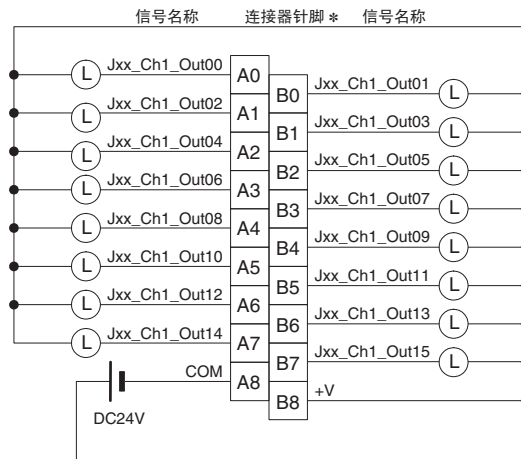 信号名称 连接器针脚* 信号名称
L Jxx_Ch1_Out00 A0
B0 Jxx_Ch1_Out01 L
L Jxx_Ch1_Out02 A1
B1 Jxx_Ch1_Out03 L
L Jxx_Ch1_Out04 A2
B2 Jxx_Ch1_Out05 L
L Jxx_Ch1_Out06 A3
B3 Jxx_Ch1_Out07 L
L Jxx_Ch1_Out08 A4
B4 Jxx_Ch1_Out09 L
L Jxx_Ch1_Out10 A5
B5 Jxx_Ch1_Out11 L
L Jxx_Ch1_Out12 A6
B6 Jxx_Ch1_Out13 L
L Jxx_Ch1_Out14 A7
B7 Jxx_Ch1_Out15 L
COM A8
B8 +V
DC24V